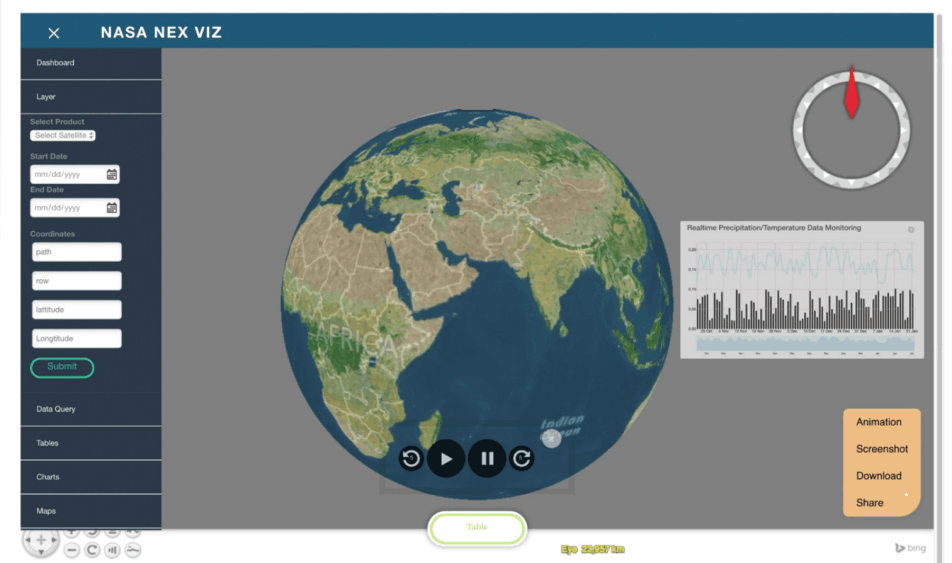 NASA NEX VIZ
Dashboard
Layer
Select Product
Select Satellite
Start Date
mm/dd/yyyy
End Date
mm/dd/yyyy
Coordinates
path
row
lattitude
Longtitude
Submit
Data Query
Tables
Charts
Maps
EUROPE
AFRICA
Indian
Realtime Precipitation/Temperature Data Monitoring
Animation
Screenshot
Download
Share
Table
Eye 22,557 km
bing